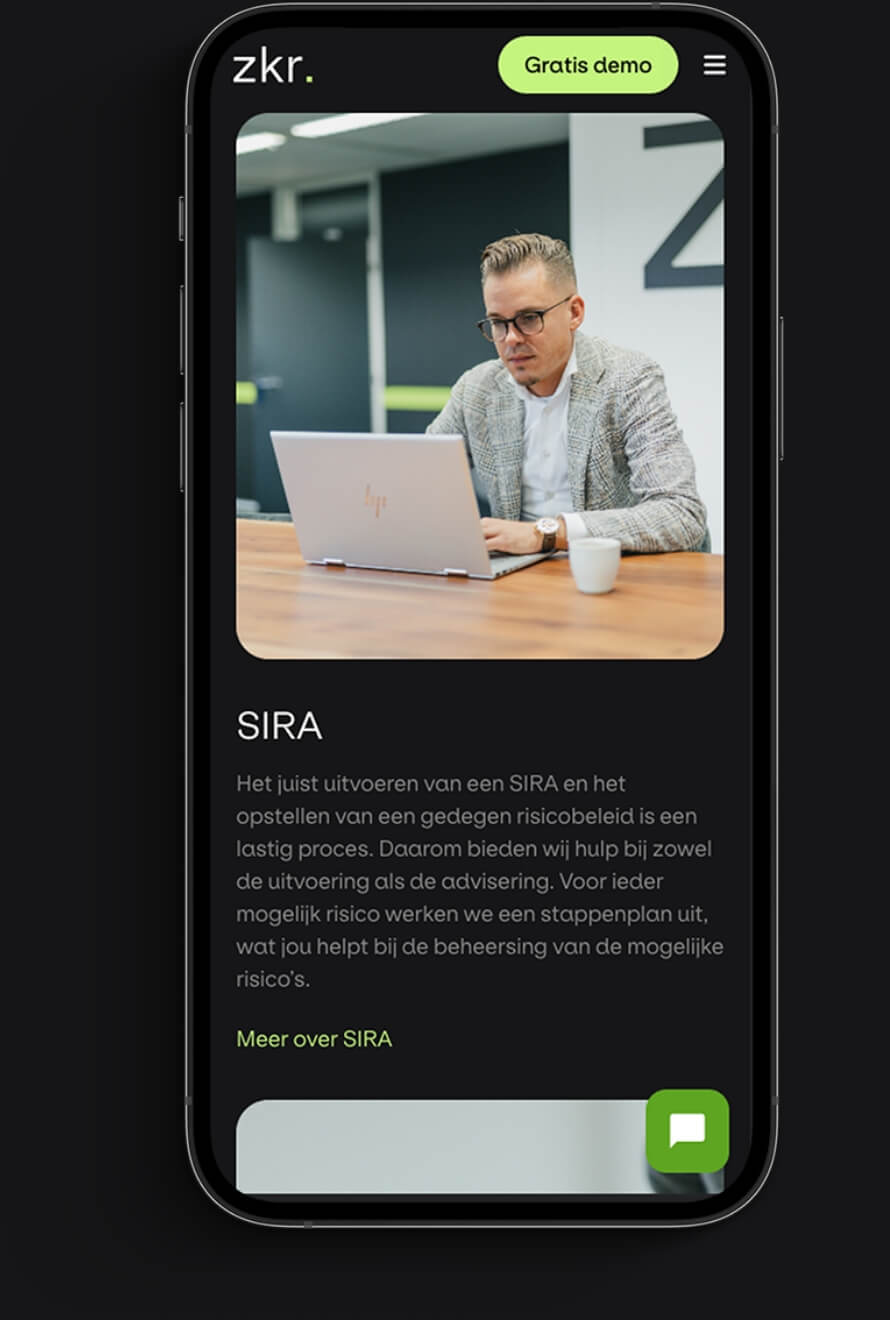 zkr.
Gratis demo
hp
SIRA
Het juist uitvoeren van een SIRA en het
opstellen van een gedegen risicobeleid is een
lastig proces. Daarom bieden wij hulp bij zowel
de uitvoering als de advisering. Voor ieder
mogelijk risico werken we een stappenplan uit,
wat jou helpt bij de beheersing van de mogelijke
risico's.
Meer over SIRA